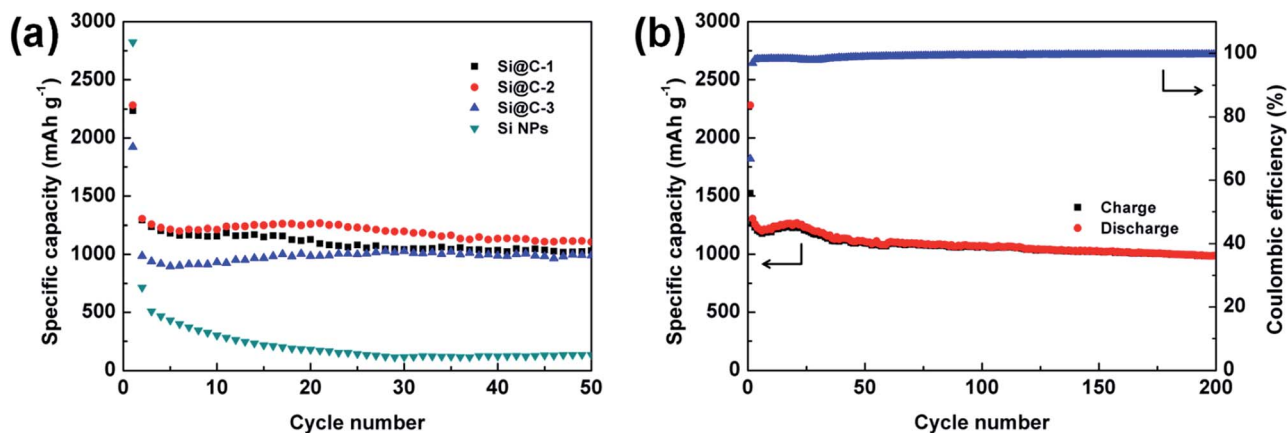 (a)
Specific capacity (mAh g-1)
3000
2500
2000
1500
1000
500
0
Si@C-1
Si@C-2
Si@C-3
Si NPs
0 10 20 30 40 50
Cycle number
(b)
Specific capacity (mAh g-1)
3000
2500
2000
1500
1000
500
0
Charge
Discharge
0 50 100 150 200
Cycle number
100
80
60
40
20
0
Coulombic efficiency (%)